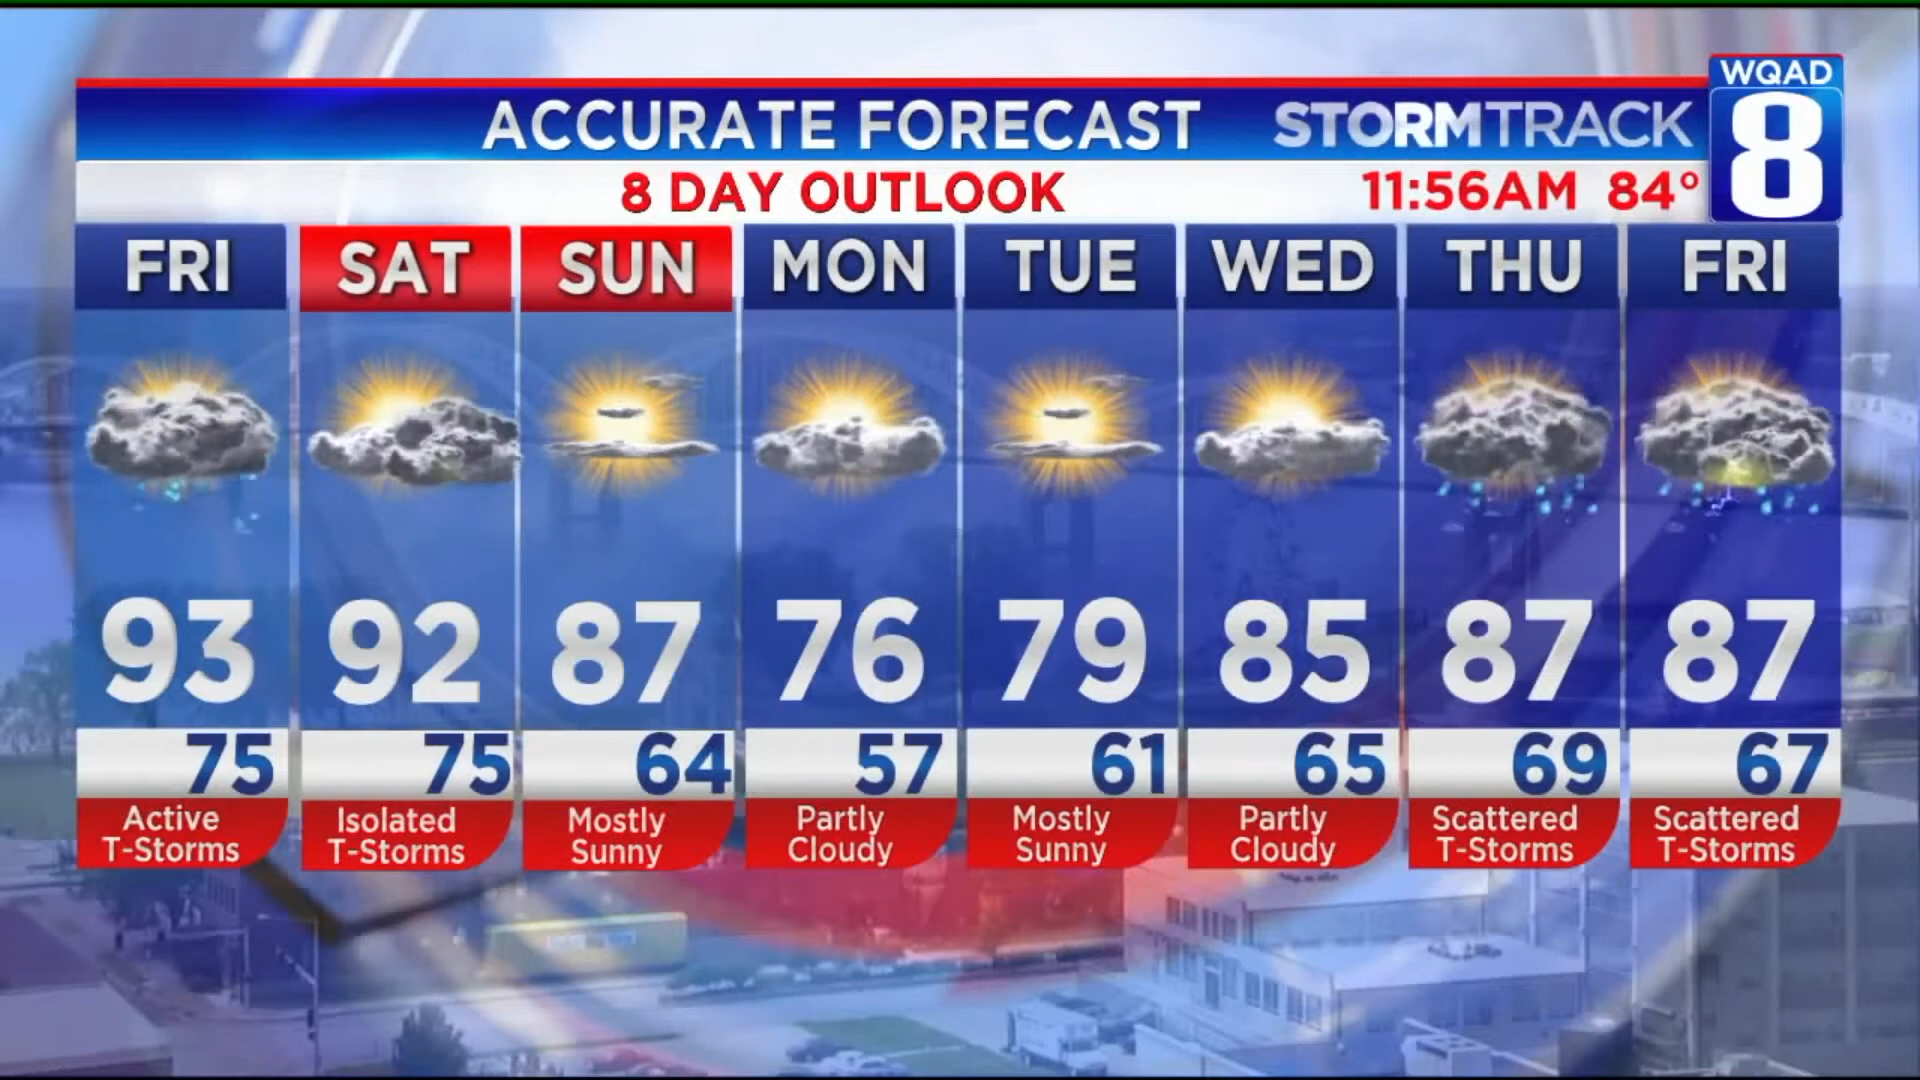 WQAD
8
ACCURATE FORECAST STORMTRACK
8 DAY OUTLOOK 11:56AM 84°
FRI SAT SUN MON TUE WED THU FRI
93 92 87 76 79 85 87 87
75 75 64 57 61 65 69 67
Active Isolated Mostly Partly Mostly Partly Scattered Scattered
T-Storms T-Storms Sunny Cloudy Sunny Cloudy T-Storms T-Storms